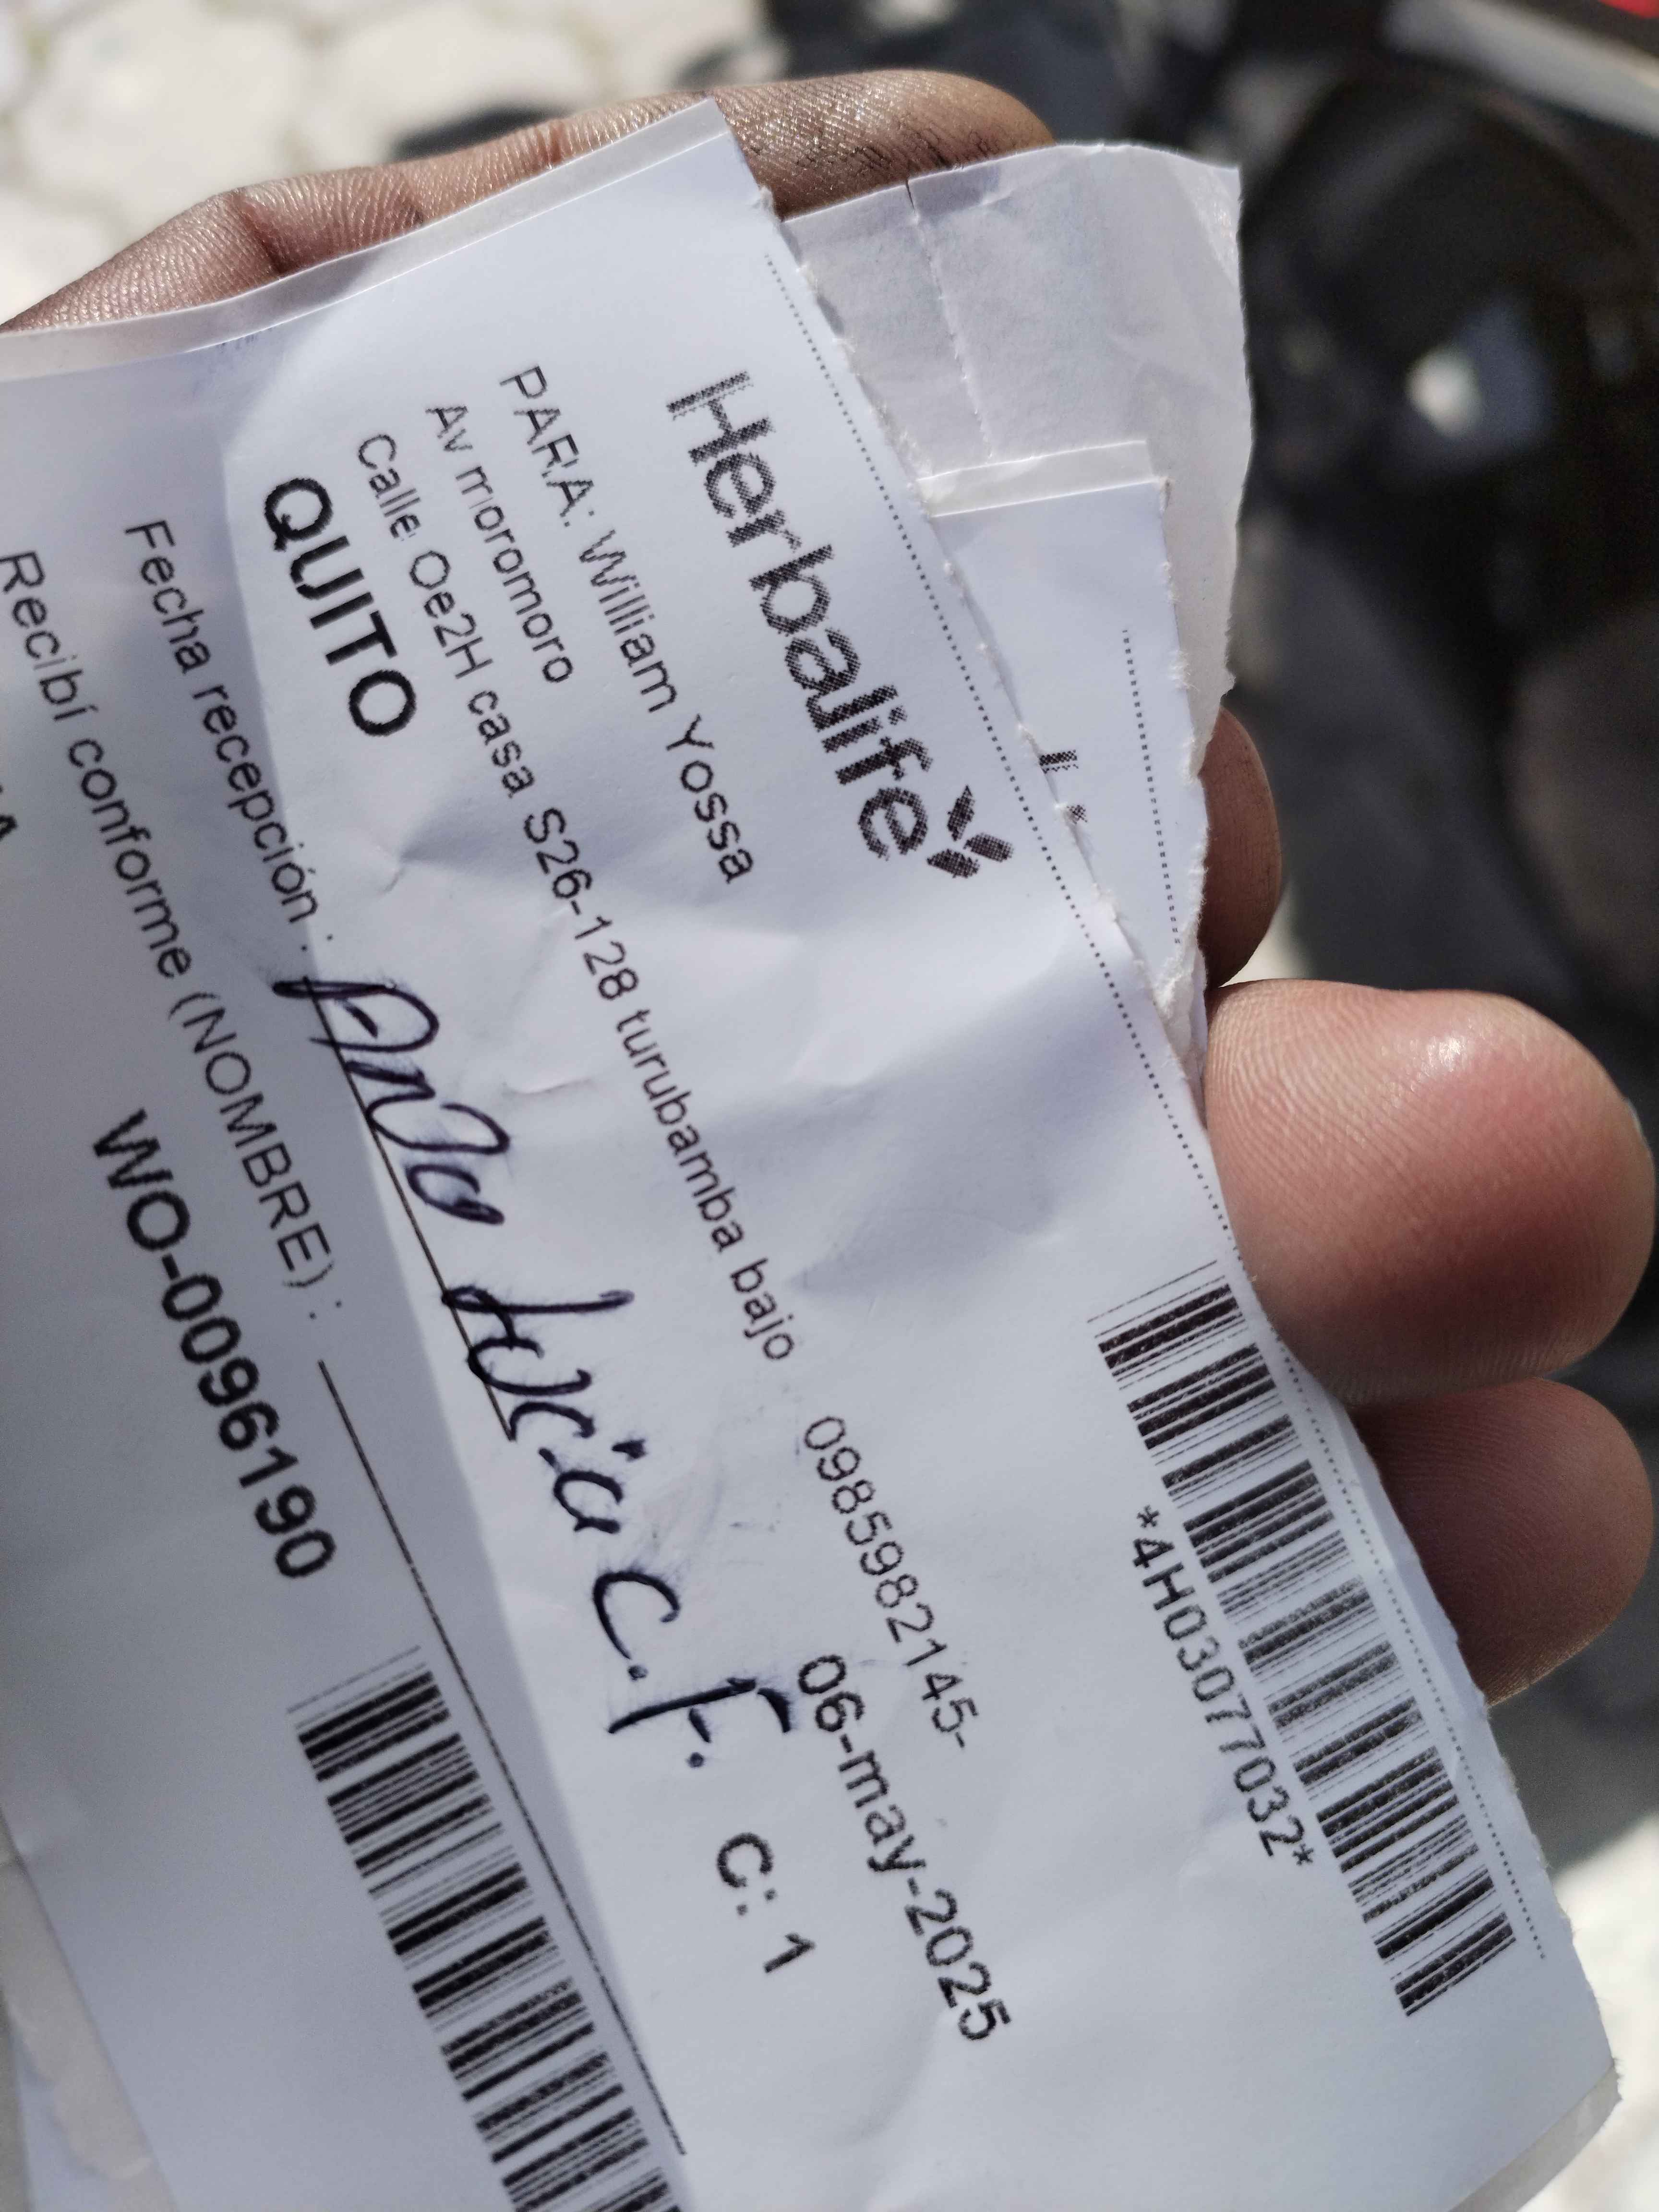 Herbalife
*4H03077032*
PARA: William Yossa
Av moromoro
Calle Oe2H casa S26-128 turubamba bajo 0985982145-
QUITO
06-may-2025
C: 1
Fecha recepción :
Lucia C.F.
Recibí conforme (NOMBRE) :
WO-0096190